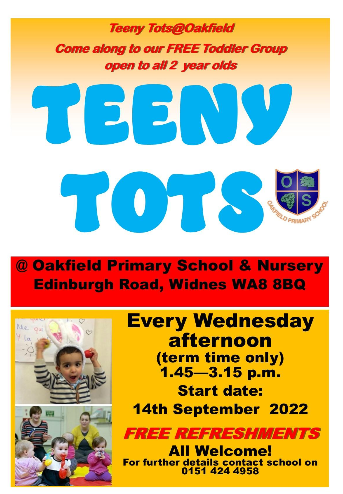 Teeny Tots@Oakfield
Come along to our FREE Toddler Group
open to all 2 year olds
TEENY
TOTS
O
S
OAKFIELD PRIMARY SCHOOL
@ Oakfield Primary School & Nursery
Edinburgh Road, Widnes WA8 8BQ
Every Wednesday
afternoon
(term time only)
1.45—3.15 p.m.
Start date:
14th September 2022
FREE REFRESHMENTS
All Welcome!
For further details contact school on
0151 424 4958